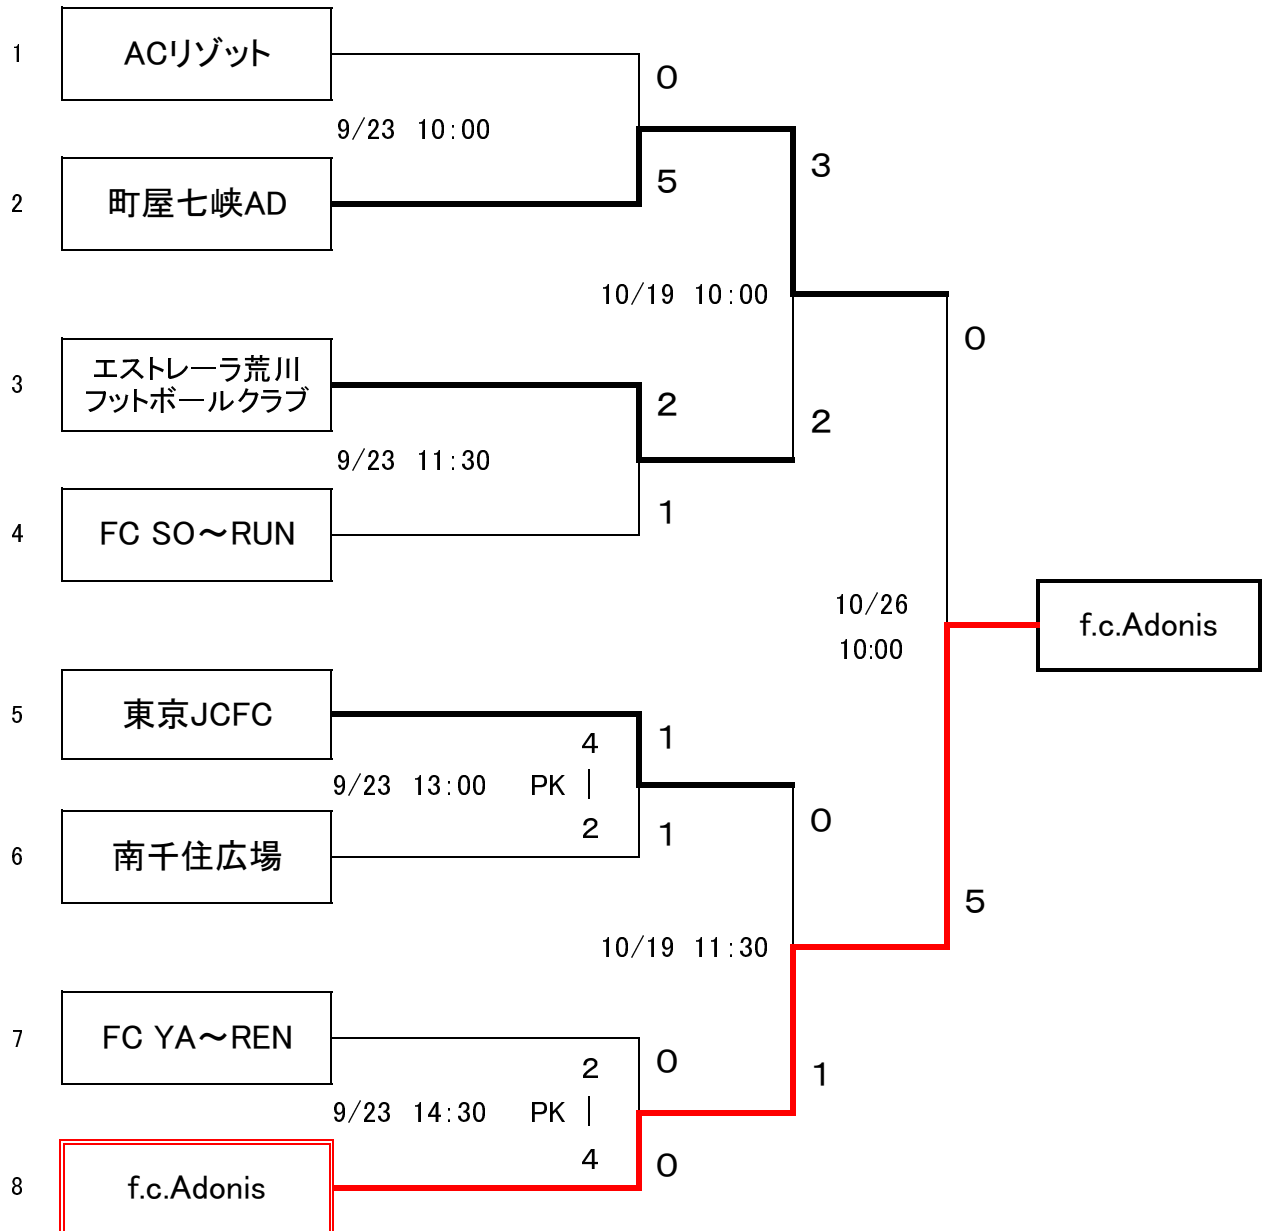 1
ACリゾット
0
9/23 10:00
5
3
2
町屋七峡AD
10/19 10:00
0
3
エストレーラ荒川
フットボールクラブ
2
2
9/23 11:30
1
4
FC SO～RUN
10/26
10:00
f.c.Adonis
5
東京JCFC
4
1
9/23 13:00 PK |
2
1
0
6
南千住広場
5
10/19 11:30
7
FC YA～REN
2
0
1
9/23 14:30 PK |
4
0
8
f.c.Adonis